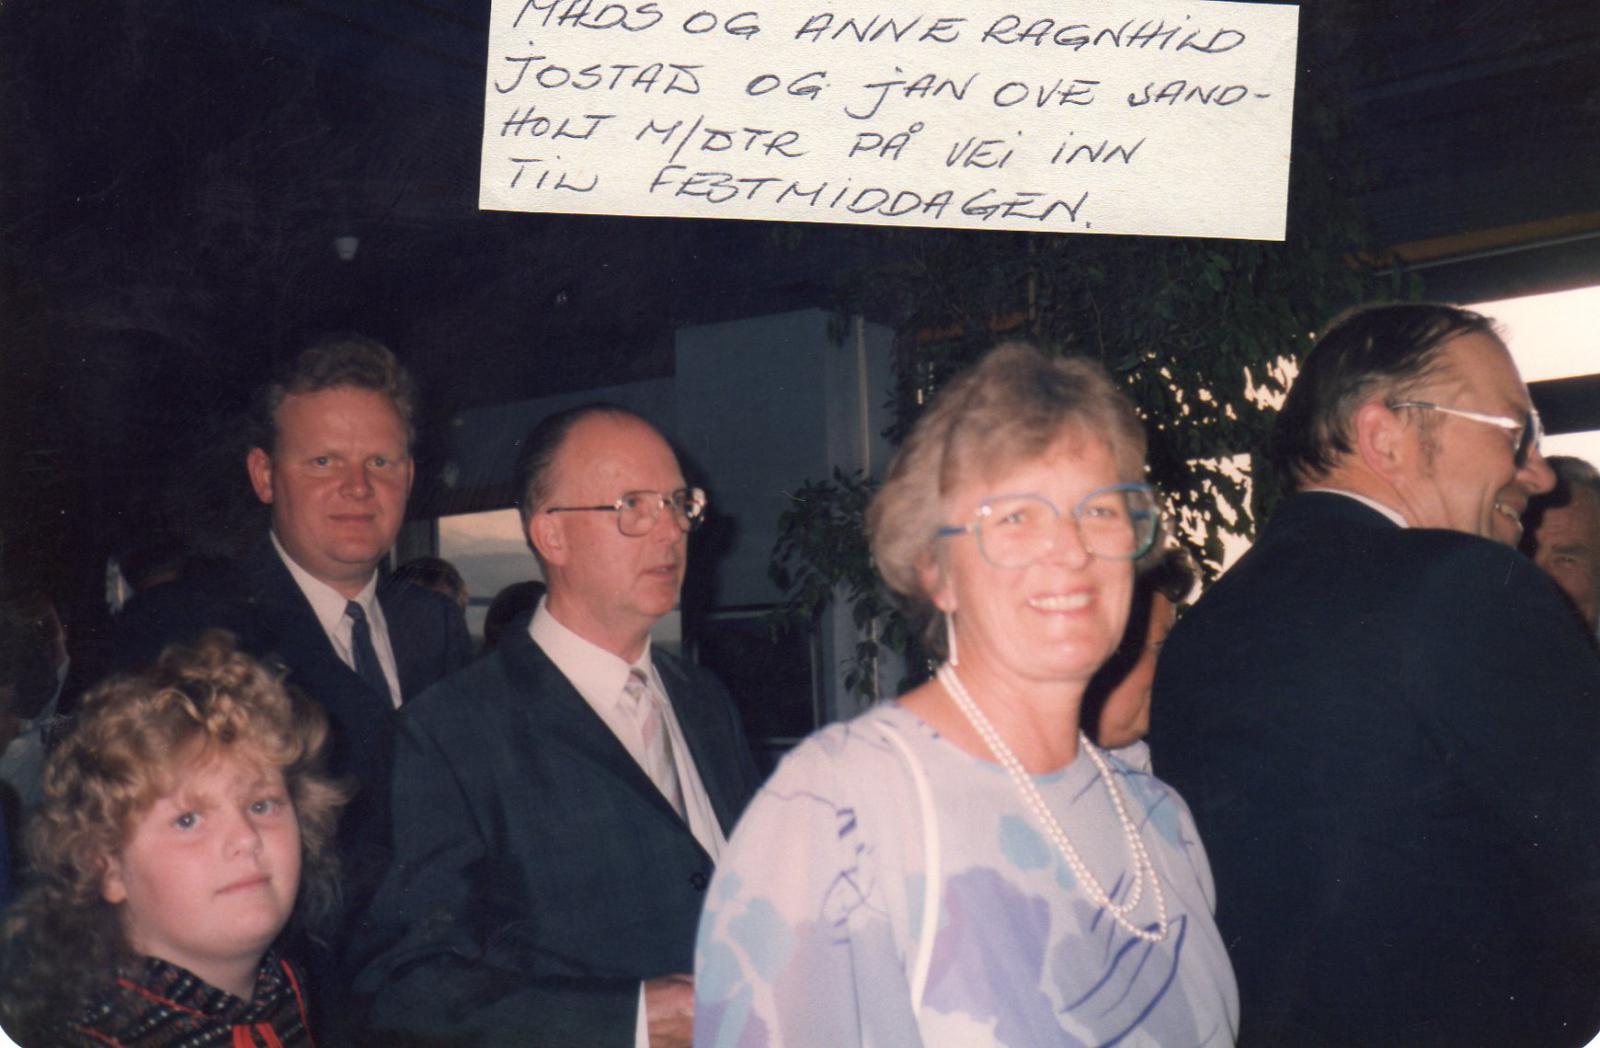 MADS OG ANNE RAGNHILD
JOSTAD OG JAN OVE SAND-
HOLT M/DTR PÅ VEI INN
TIL FESTMIDDAGEN.